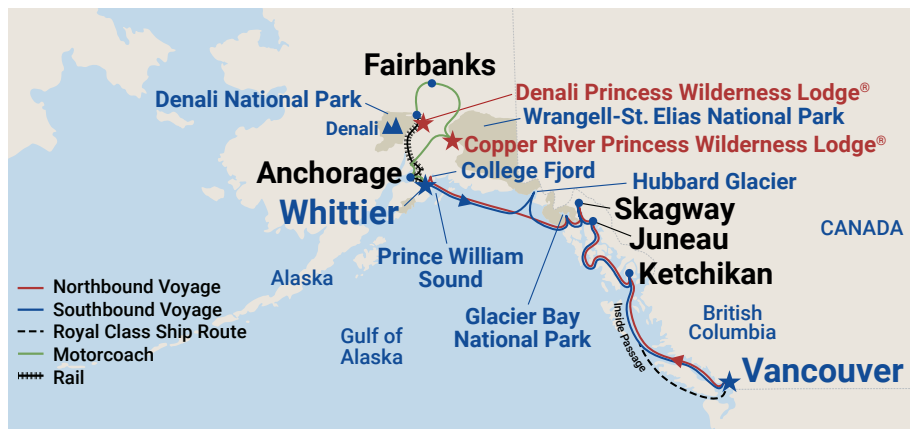 Fairbanks
Denali National Park
Denali Princess Wilderness Lodge®
Wrangell-St. Elias National Park
Denali
Copper River Princess Wilderness Lodge®
Anchorage
College Fjord
Hubbard Glacier
Whittier
Skagway
Juneau
CANADA
Prince William
Sound
Alaska
Ketchikan
Glacier Bay
National Park
British
Columbia
Gulf of
Alaska
Inside Passage
Vancouver
Northbound Voyage
Southbound Voyage
Royal Class Ship Route
Motorcoach
Rail